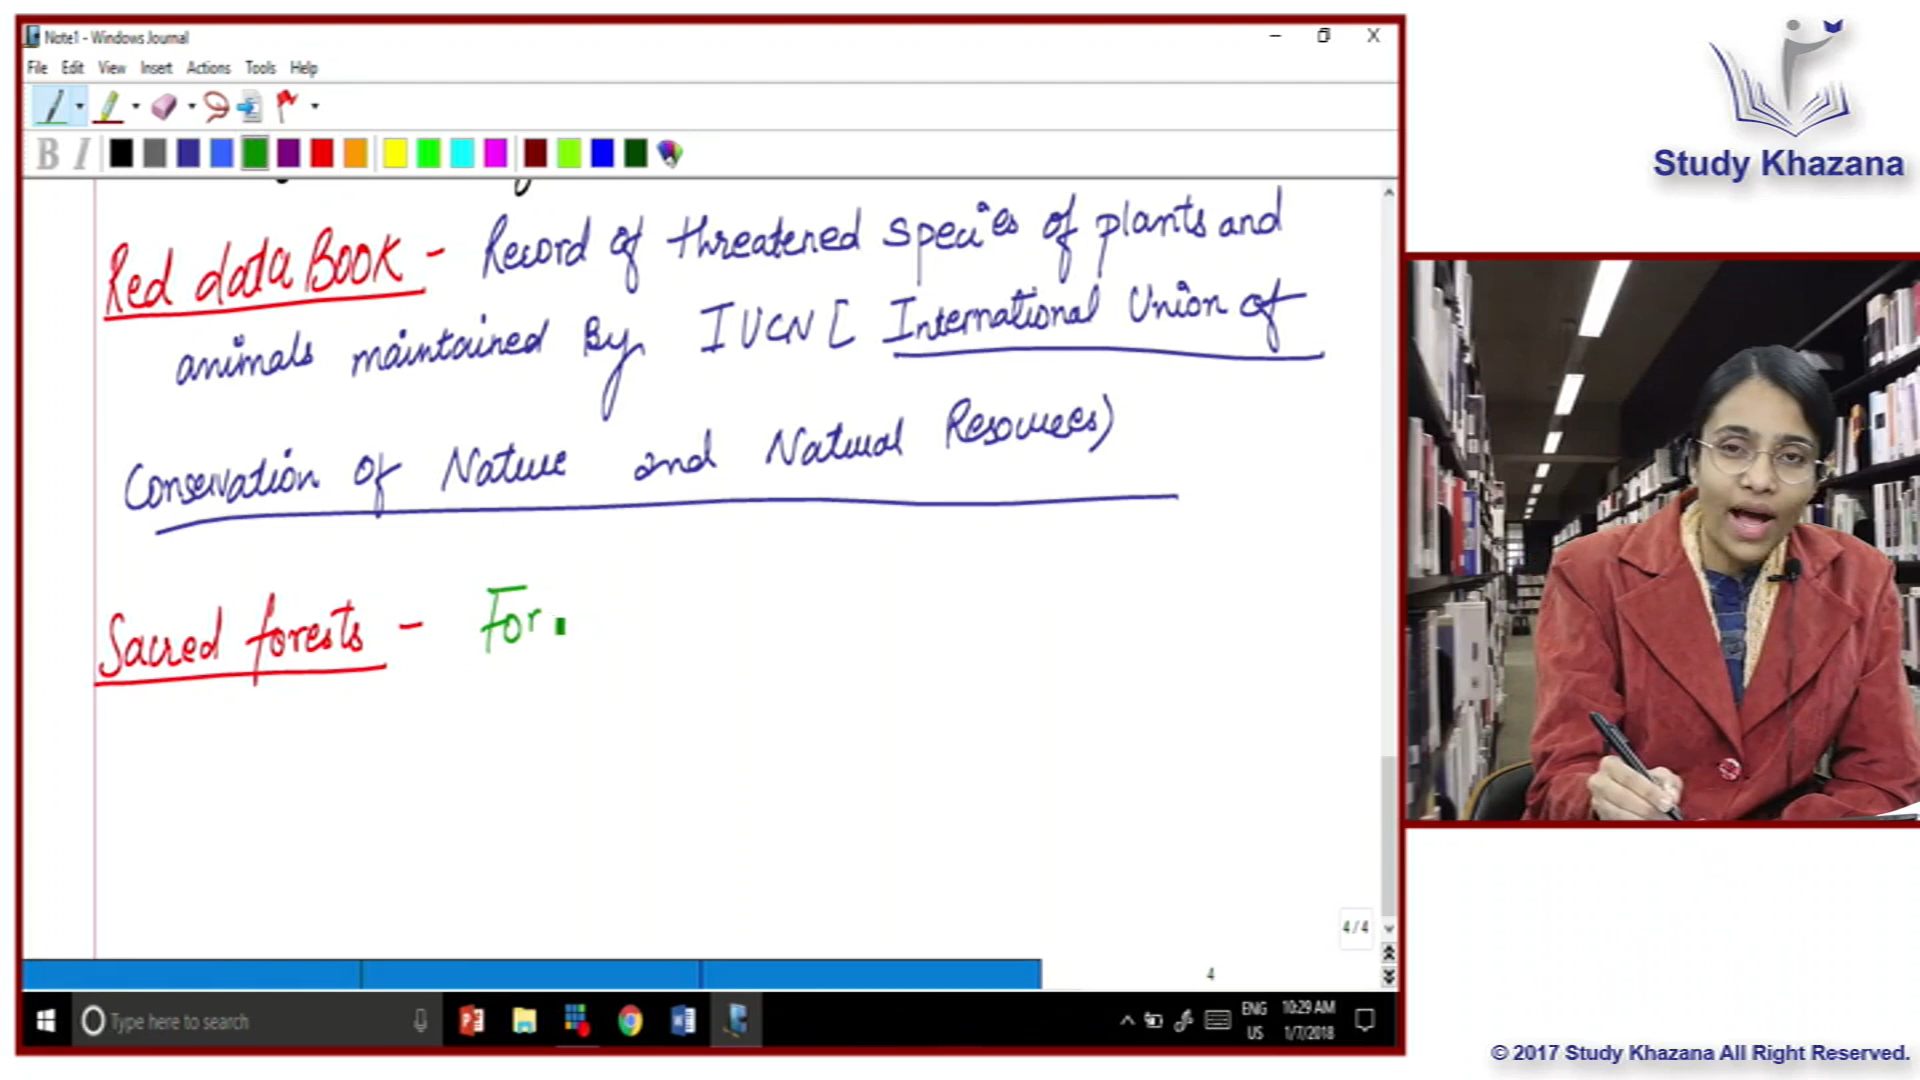 Note1 - Windows Journal
File Edit View Insert Actions Tools Help
B I
Study Khazana
Red data Book - Record of threatened species of plants and
animals maintained By IUCN [ International Union of
Conservation of Nature and Natural Resources)
Sacred forests - For
4 / 4
4
Type here to search
ENG
US
10:29 AM
1/7/2018
© 2017 Study Khazana All Right Reserved.